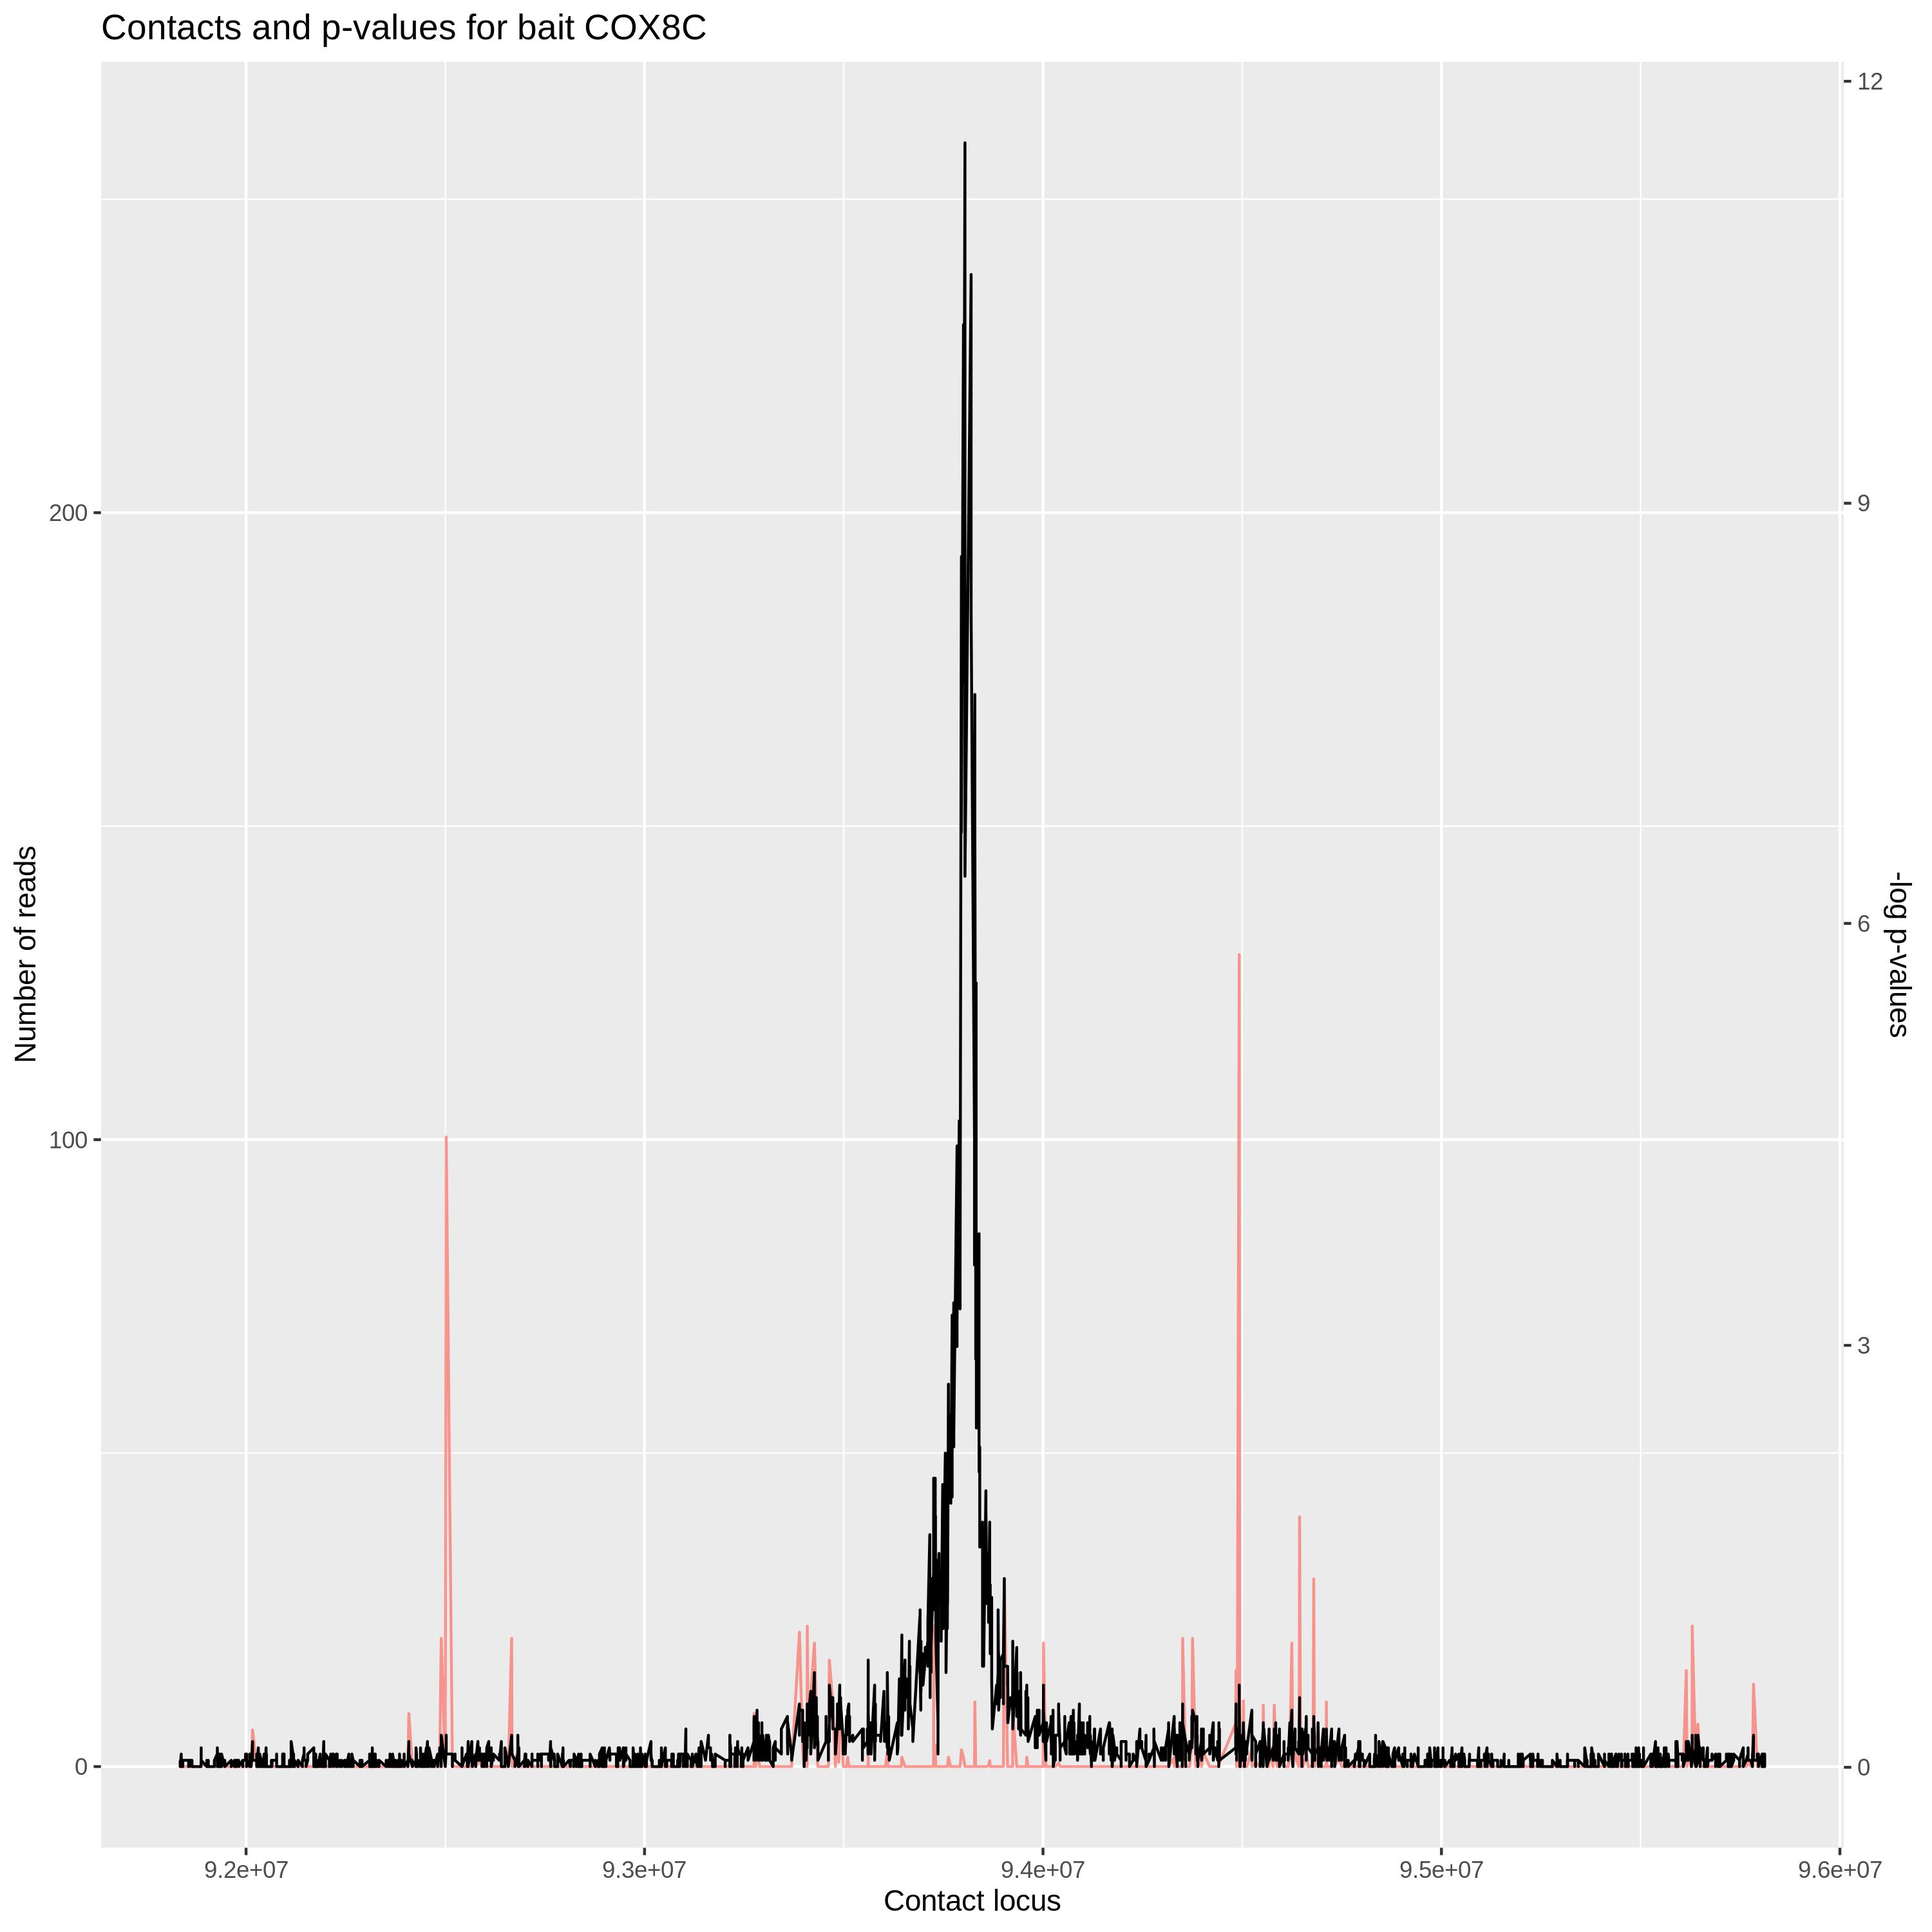 Contacts and p-values for bait COX8C
12
200
9
Number of reads
6
-log p-values
100
3
0
0
9.2e+07
9.3e+07
9.4e+07
9.5e+07
9.6e+07
Contact locus